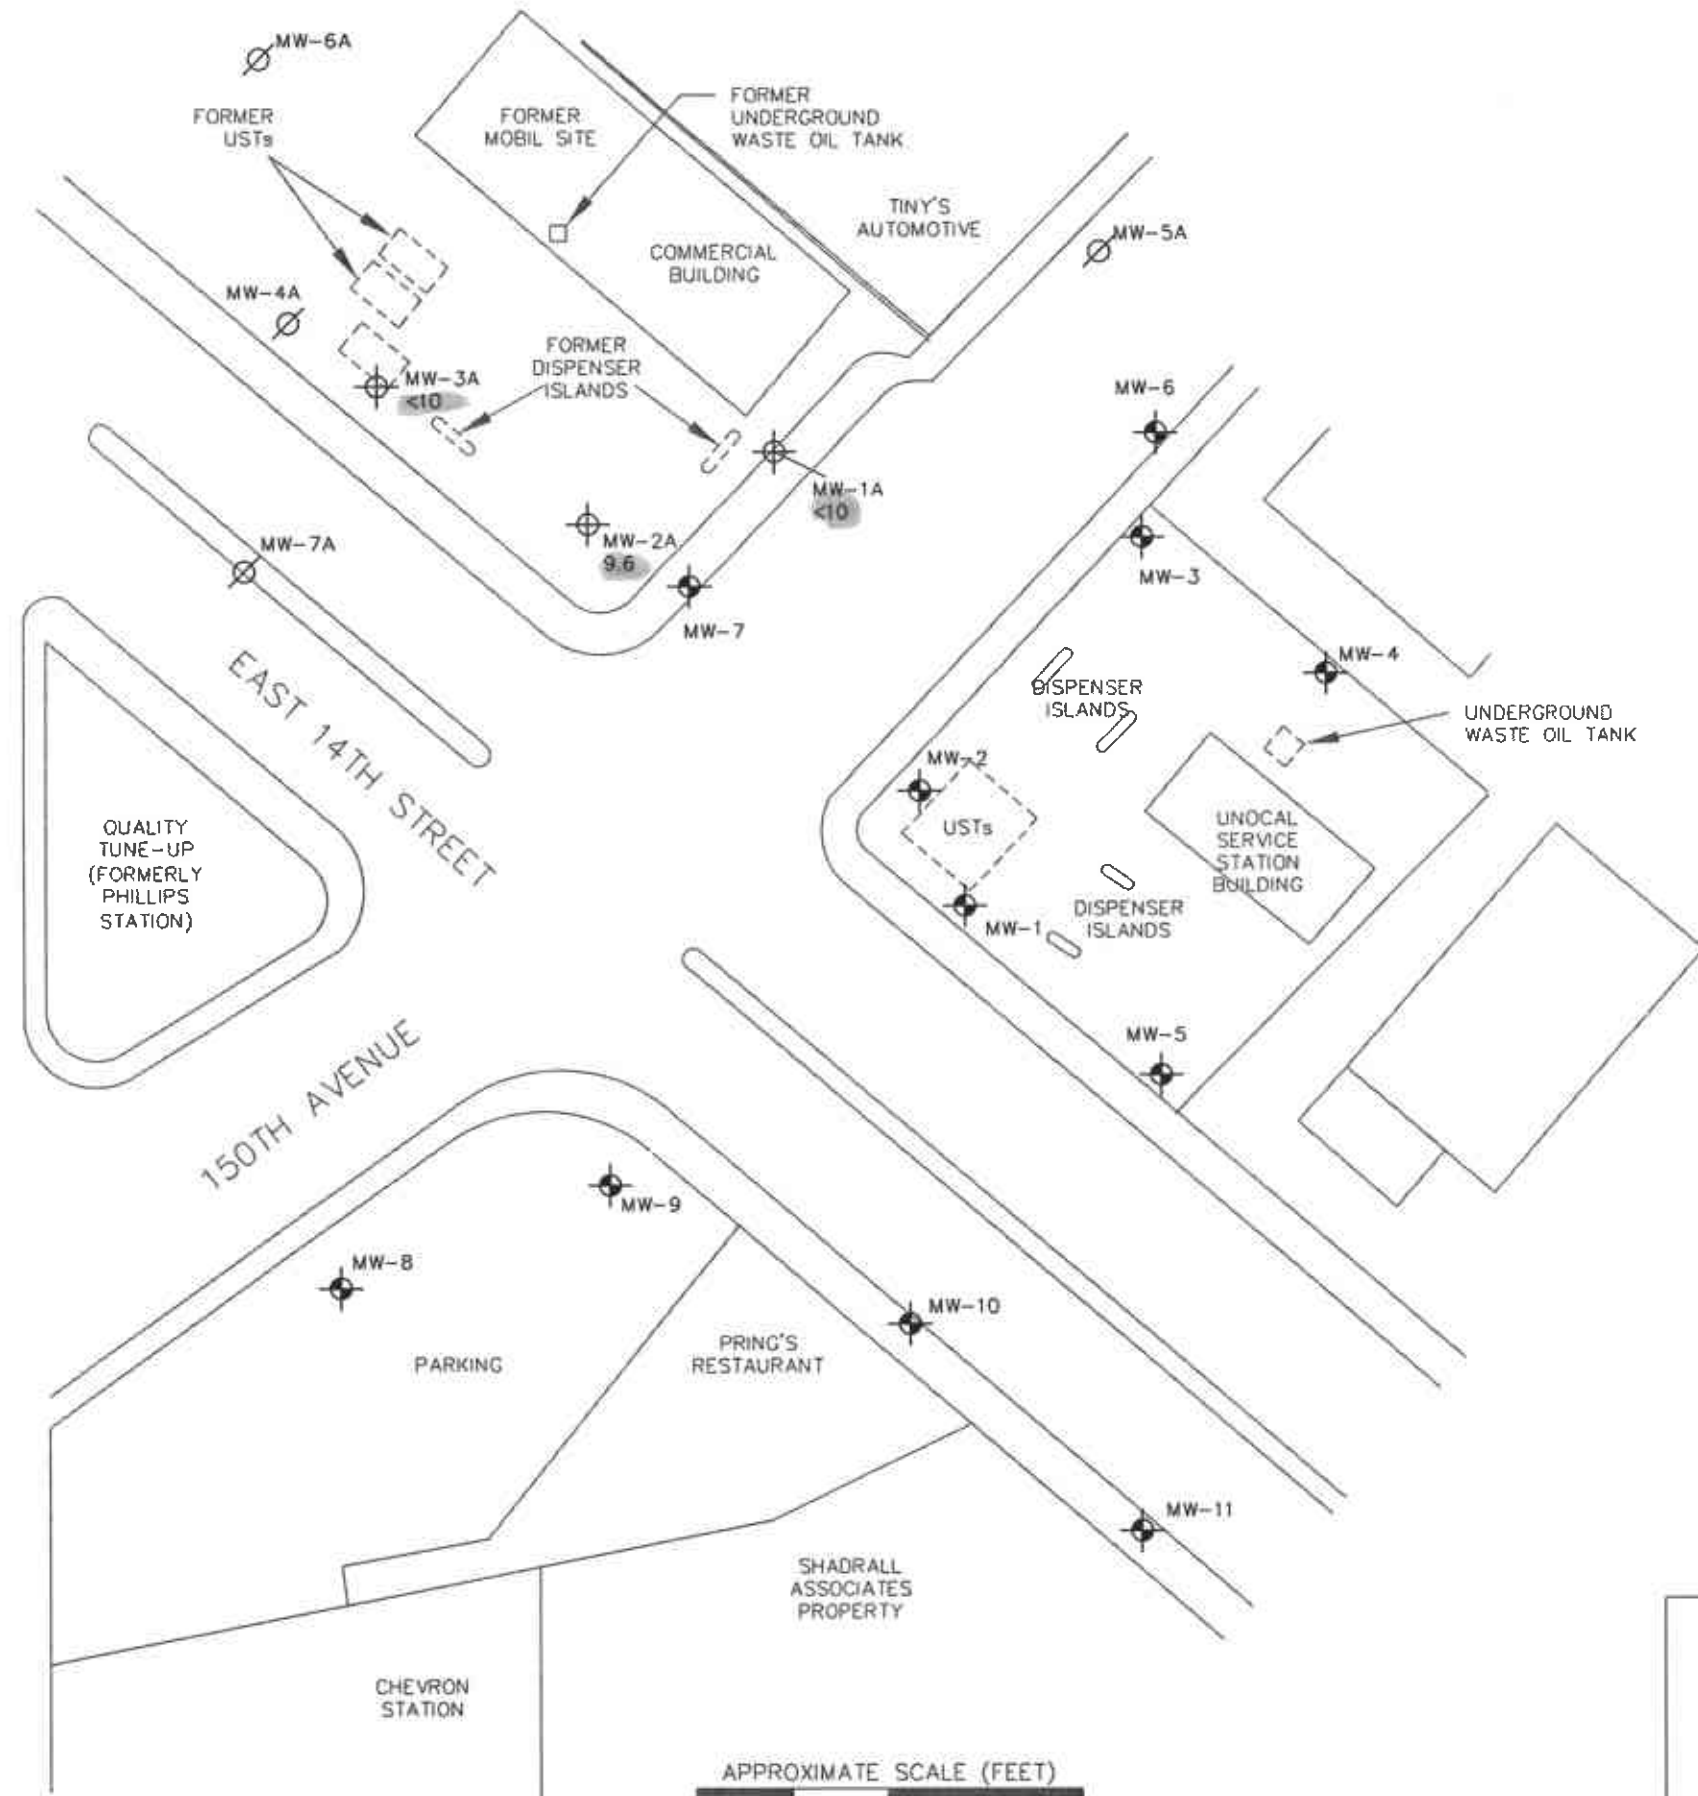 MW-6A
FORMER
USTs
FORMER
MOBIL SITE
FORMER
UNDERGROUND
WASTE OIL TANK
TINY'S
AUTOMOTIVE
MW-5A
COMMERCIAL
BUILDING
MW-4A
FORMER
DISPENSER
ISLANDS
MW-3A
<10
MW-6
MW-1A
<10
MW-2A
9.6
MW-7A
MW-3
MW-7
MW-4
DISPENSER
ISLANDS
UNDERGROUND
WASTE OIL TANK
EAST 14TH STREET
MW-2
USTs
UNOCAL
SERVICE
STATION
BUILDING
QUALITY
TUNE-UP
(FORMERLY
PHILLIPS
STATION)
MW-1
DISPENSER
ISLANDS
MW-5
150TH AVENUE
MW-9
MW-8
MW-10
PARKING
PRING'S
RESTAURANT
MW-11
SHADRALL
ASSOCIATES
PROPERTY
CHEVRON
STATION
APPROXIMATE SCALE (FEET)